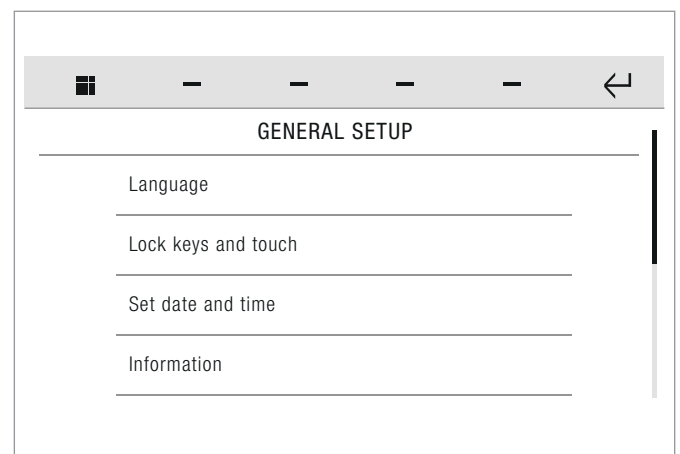 GENERAL SETUP
Language
Lock keys and touch
Set date and time
Information